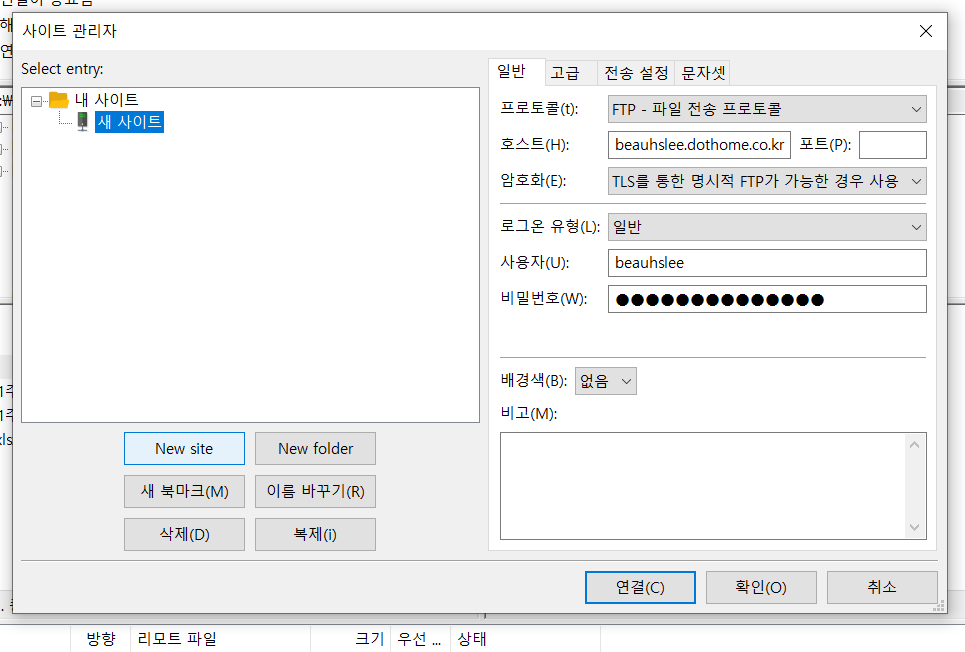 사이트 관리자
Select entry:
내 사이트
새 사이트
New site
New folder
새 북마크(M)
이름 바꾸기(R)
삭제(D)
복제(i)
일반
고급
전송 설정
문자셋
프로토콜(t):
FTP - 파일 전송 프로토콜
호스트(H):
beauhslee.dothome.co.kr
포트(P):
암호화(E):
TLS를 통한 명시적 FTP가 가능한 경우 사용
로그온 유형(L):
일반
사용자(U):
beauhslee
비밀번호(W):
●●●●●●●●●●●●●●
배경색(B):
없음
비고(M):
연결(C)
확인(O)
취소
방향
리모트 파일
크기
우선 ...
상태